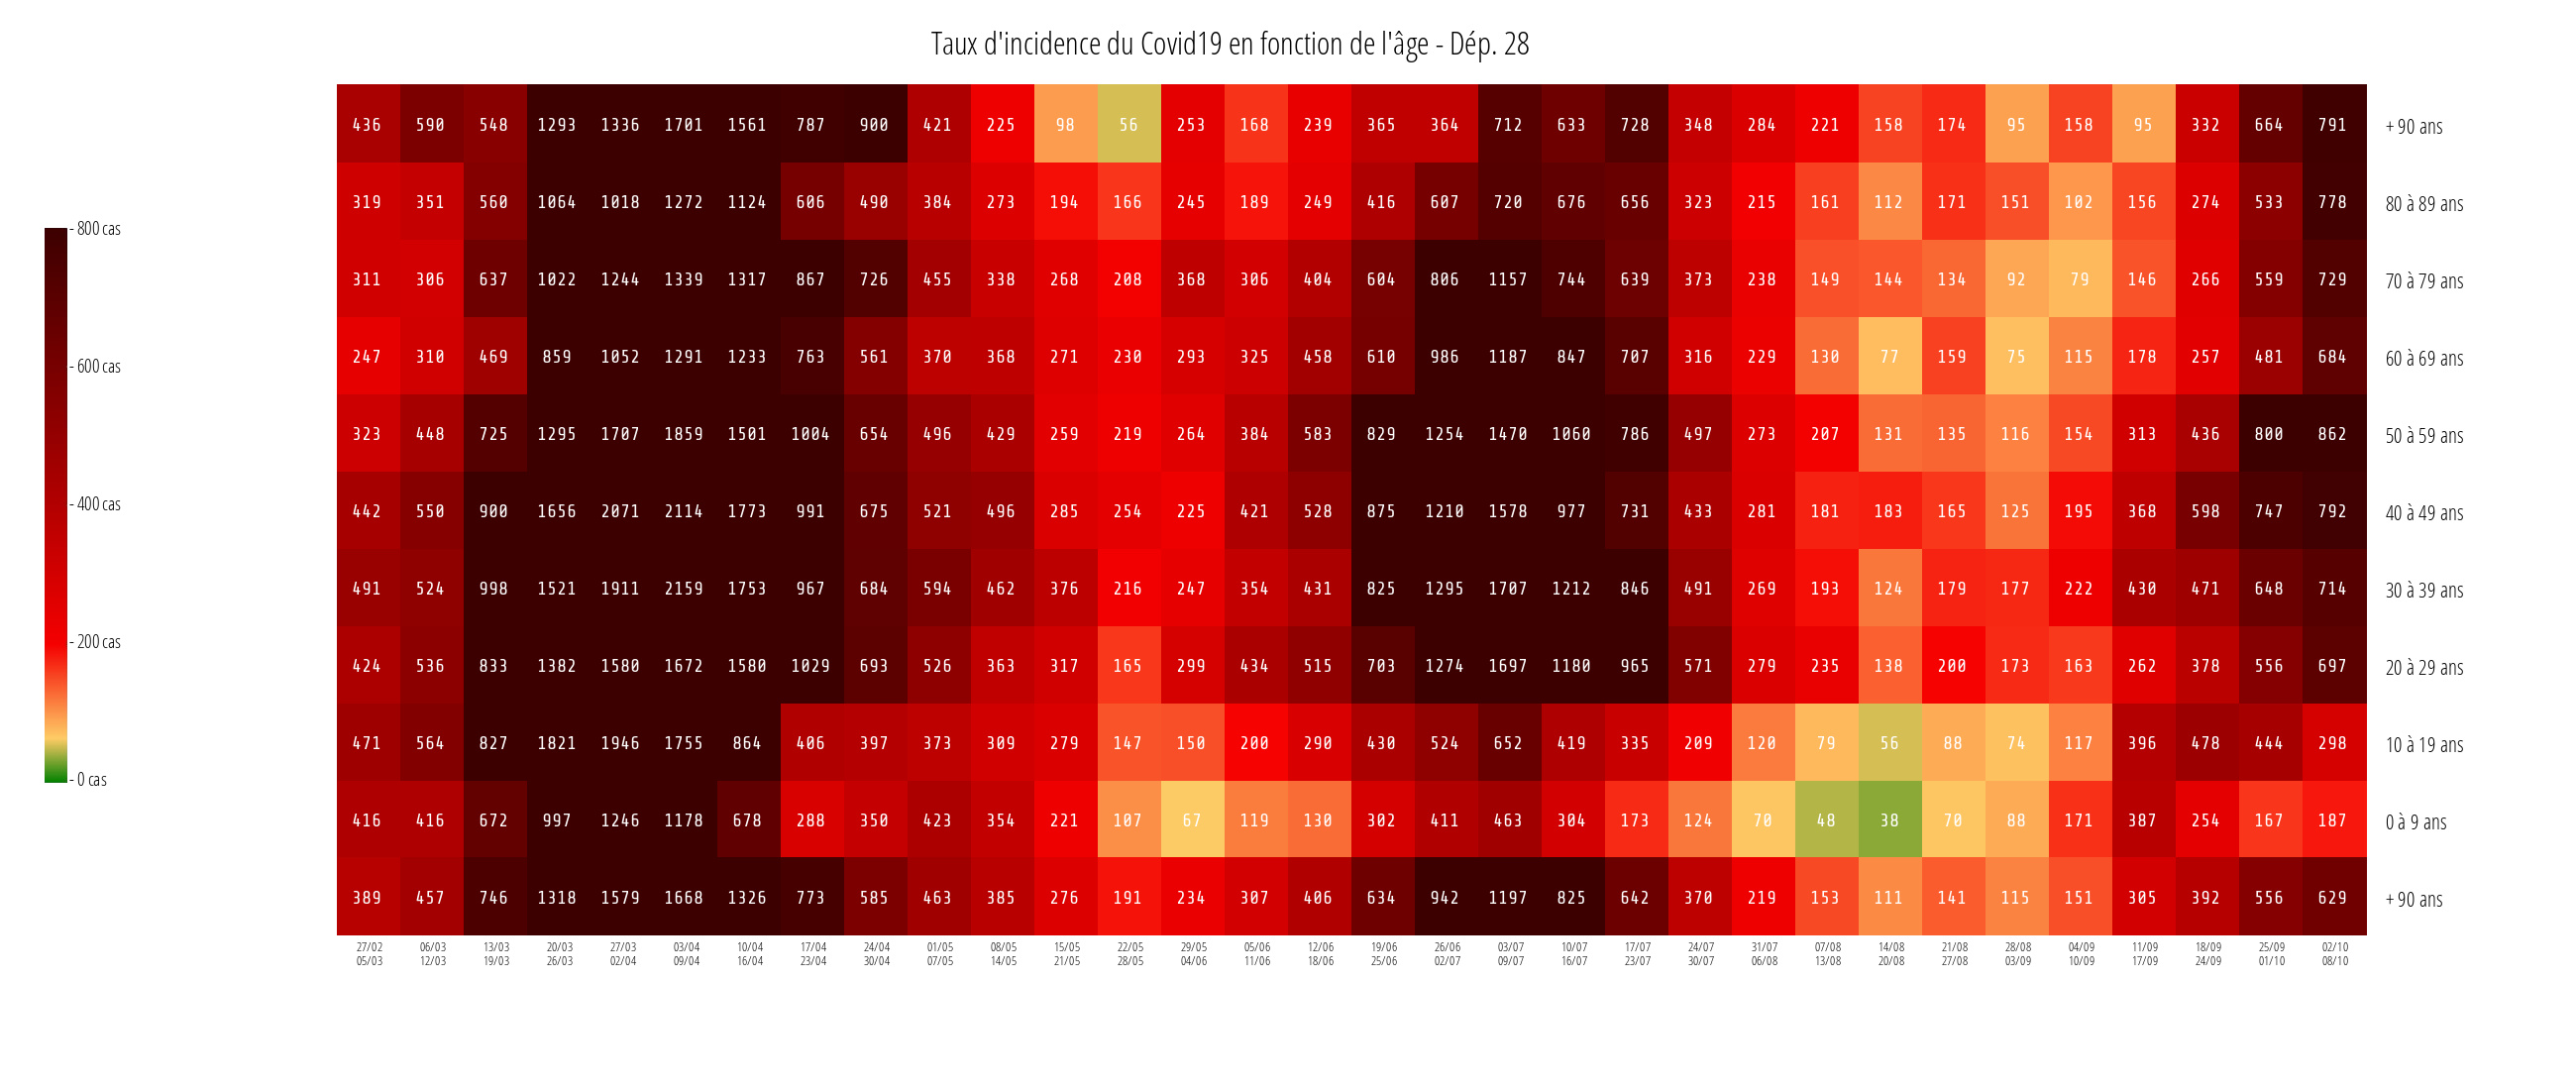 Taux d'incidence du Covid19 en fonction de l'âge - Dép. 28
436 590 548 1293 1336 1701 1561 787 900 421 225 98 56 253 168 239 365 364 712 633 728 348 284 221 158 174 95 158 95 332 664 791 + 90 ans
319 351 560 1064 1018 1272 1124 606 490 384 273 194 166 245 189 249 416 607 720 676 656 323 215 161 112 171 151 102 156 274 533 778 80 à 89 ans
- 800 cas
311 306 637 1022 1244 1339 1317 867 726 455 338 268 208 368 306 404 604 806 1157 744 639 373 238 149 144 134 92 79 146 266 559 729 70 à 79 ans
247 310 469 859 1052 1291 1233 763 561 370 368 271 230 293 325 458 610 986 1187 847 707 316 229 130 77 159 75 115 178 257 481 684 60 à 69 ans
- 600 cas
323 448 725 1295 1707 1859 1501 1004 654 496 429 259 219 264 384 583 829 1254 1470 1060 786 497 273 207 131 135 116 154 313 436 800 862 50 à 59 ans
- 400 cas
442 550 900 1656 2071 2114 1773 991 675 521 496 285 254 225 421 528 875 1210 1578 977 731 433 281 181 183 165 125 195 368 598 747 792 40 à 49 ans
491 524 998 1521 1911 2159 1753 967 684 594 462 376 216 247 354 431 825 1295 1707 1212 846 491 269 193 124 179 177 222 430 471 648 714 30 à 39 ans
- 200 cas
424 536 833 1382 1580 1672 1580 1029 693 526 363 317 165 299 434 515 703 1274 1697 1180 965 571 279 235 138 200 173 163 262 378 556 697 20 à 29 ans
471 564 827 1821 1946 1755 864 406 397 373 309 279 147 150 200 290 430 524 652 419 335 209 120 79 56 88 74 117 396 478 444 298 10 à 19 ans
- 0 cas
416 416 672 997 1246 1178 678 288 350 423 354 221 107 67 119 130 302 411 463 304 173 124 70 48 38 70 88 171 387 254 167 187 0 à 9 ans
389 457 746 1318 1579 1668 1326 773 585 463 385 276 191 234 307 406 634 942 1197 825 642 370 219 153 111 141 115 151 305 392 556 629 + 90 ans
27/02 06/03 13/03 20/03 27/03 03/04 10/04 17/04 24/04 01/05 08/05 15/05 22/05 29/05 05/06 12/06 19/06 26/06 03/07 10/07 17/07 24/07 31/07 07/08 14/08 21/08 28/08 04/09 11/09 18/09 25/09 02/10
05/03 12/03 19/03 26/03 02/04 09/04 16/04 23/04 30/04 07/05 14/05 21/05 28/05 04/06 11/06 18/06 25/06 02/07 09/07 16/07 23/07 30/07 06/08 13/08 20/08 27/08 03/09 10/09 17/09 24/09 01/10 08/10